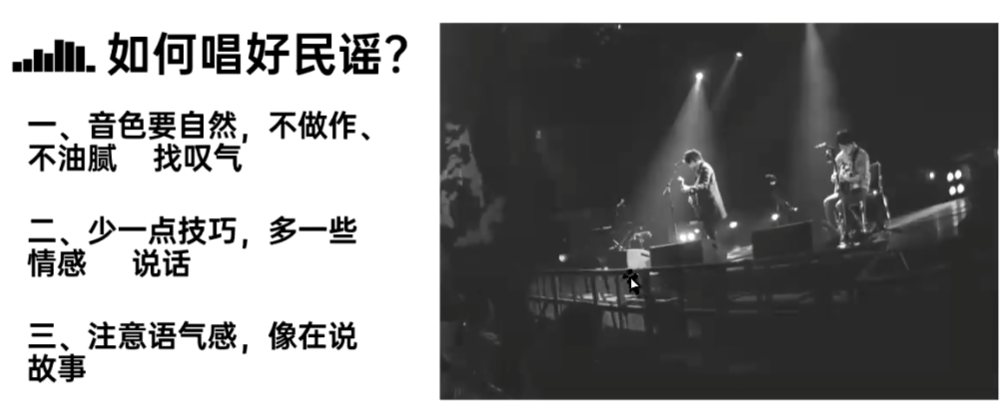 如何唱好民谣？
一、音色要自然，不做作、
不油腻 找叹气
二、少一点技巧，多一些
情感 说话
三、注意语气感，像在说
故事